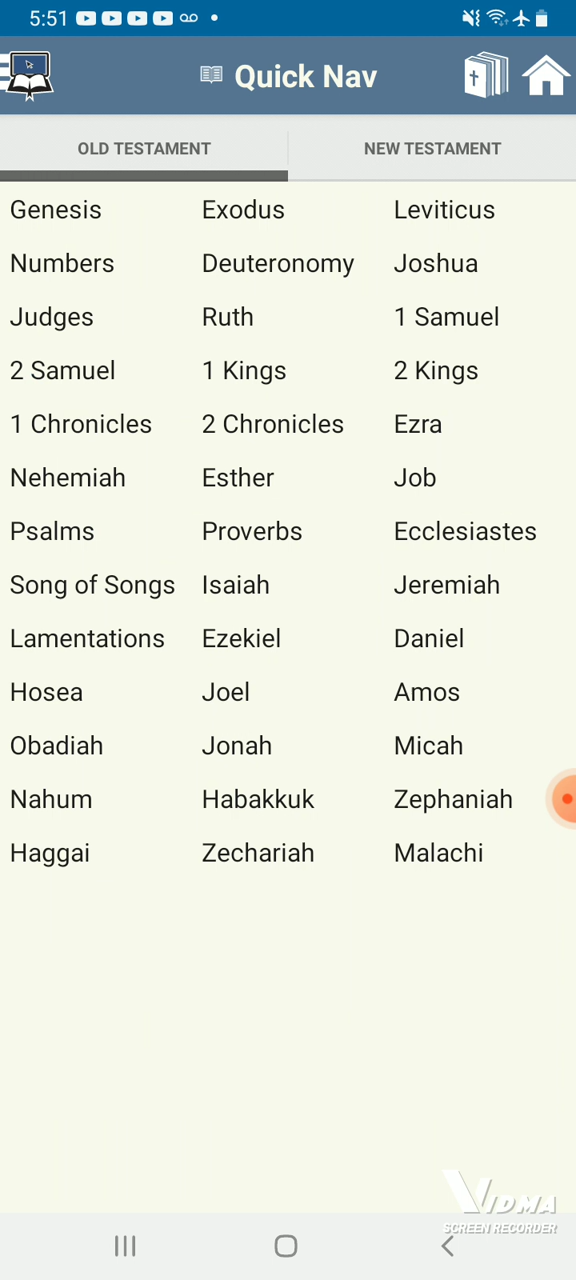 5:51
Quick Nav
OLD TESTAMENT NEW TESTAMENT
Genesis Exodus Leviticus
Numbers Deuteronomy Joshua
Judges Ruth 1 Samuel
2 Samuel 1 Kings 2 Kings
1 Chronicles 2 Chronicles Ezra
Nehemiah Esther Job
Psalms Proverbs Ecclesiastes
Song of Songs Isaiah Jeremiah
Lamentations Ezekiel Daniel
Hosea Joel Amos
Obadiah Jonah Micah
Nahum Habakkuk Zephaniah
Haggai Zechariah Malachi
VIDMA
SCREEN RECORDER